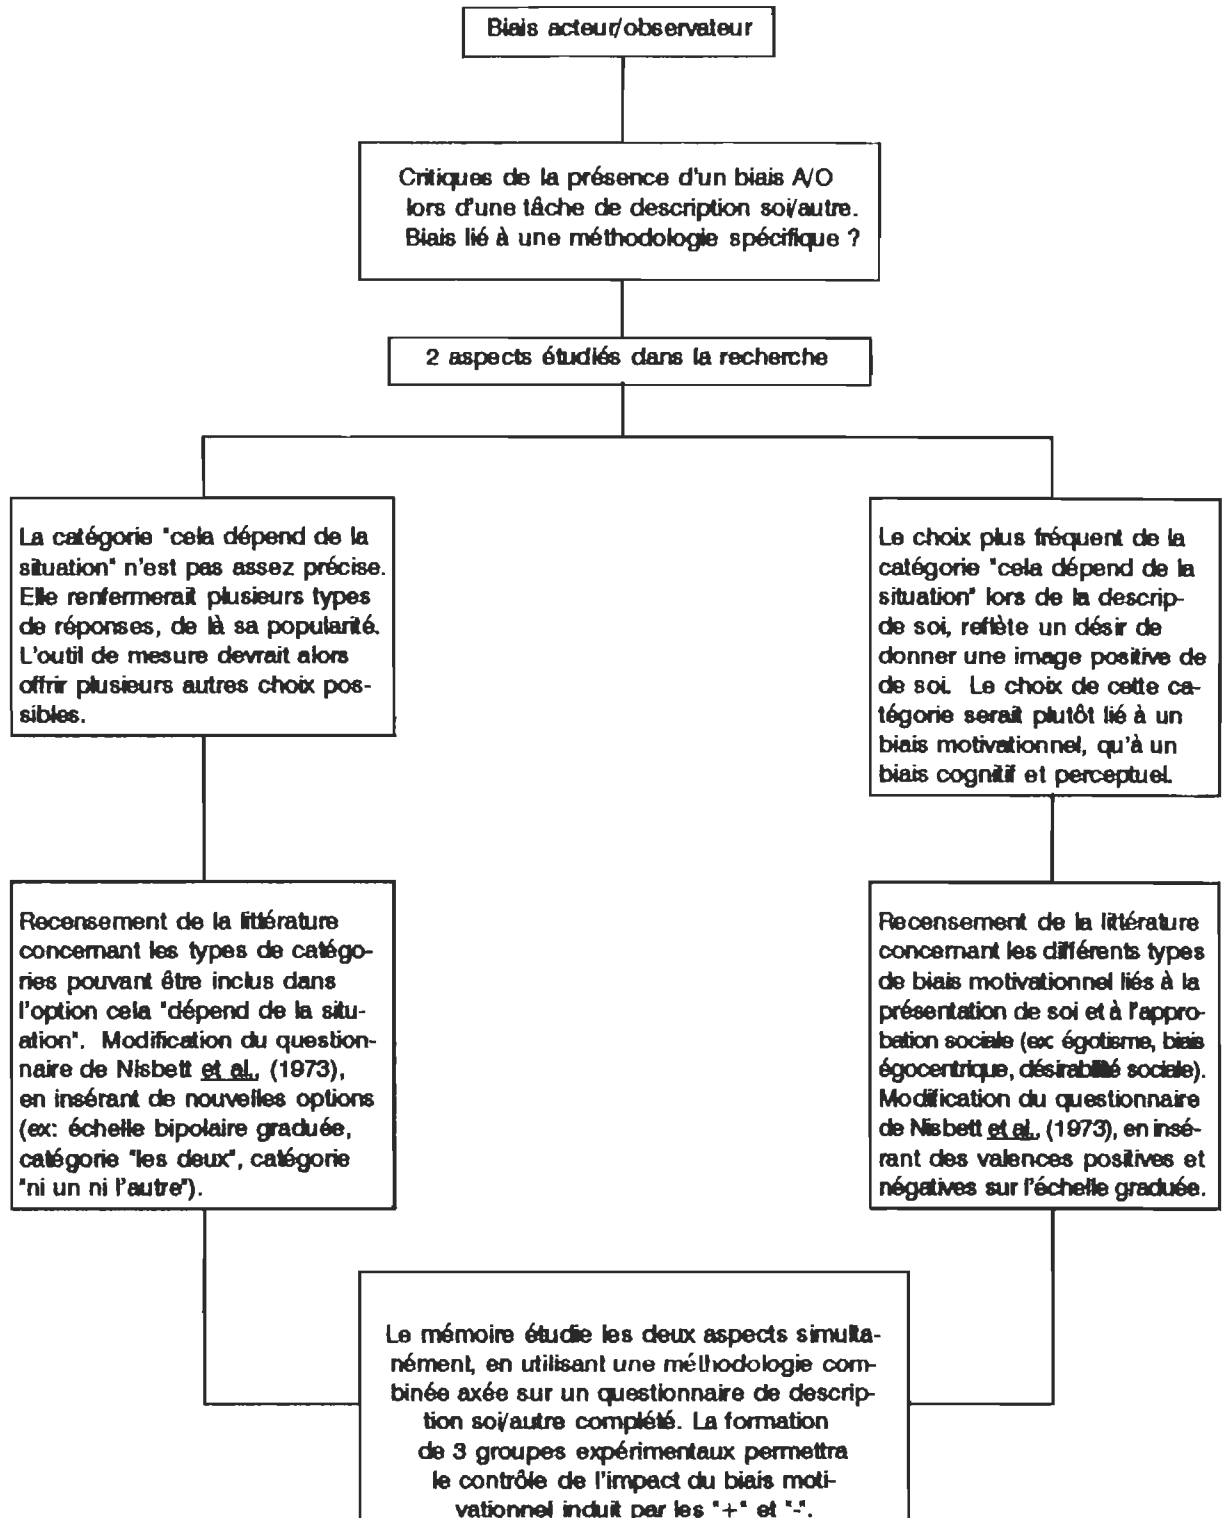 Biais acteur/observateur
Critiques de la présence d'un biais A/O
lors d'une tâche de description soi/autre.
Biais lié à une méthodologie spécifique ?
2 aspects étudiés dans la recherche
La catégorie "cela dépend de la
situation" n'est pas assez précise.
Elle renfermerait plusieurs types
de réponses, de là sa popularité.
L'outil de mesure devrait alors
offrir plusieurs autres choix pos-
sibles.
Le choix plus fréquent de la
catégorie "cela dépend de la
situation" lors de la descrip-
de soi, reflète un désir de
donner une image positive de
de soi. Le choix de cette ca-
tégorie serait plutôt lié à un
biais motivationnel, qu'à un
biais cognitif et perceptuel.
Recensement de la littérature
concernant les types de catégo-
ries pouvant être inclus dans
l'option cela "dépend de la situ-
ation". Modification du question-
naire de Nisbett et al., (1973),
en insérant de nouvelles options
(ex: échelle bipolaire graduée,
catégorie "les deux", catégorie
"ni un ni l'autre").
Recensement de la littérature
concernant les différents types
de biais motivationnel liés à la
présentation de soi et à l'appro-
bation sociale (ex: égotisme, biais
égocentrique, désirabilité sociale).
Modification du questionnaire
de Nisbett et al., (1973), en insé-
rant des valences positives et
négatives sur l'échelle graduée.
Le mémoire étudie les deux aspects simulta-
nément, en utilisant une méthodologie com-
binée axée sur un questionnaire de descrip-
tion soi/autre complété. La formation
de 3 groupes expérimentaux permettra
le contrôle de l'impact du biais moti-
vationnel induit par les "+" et "-".